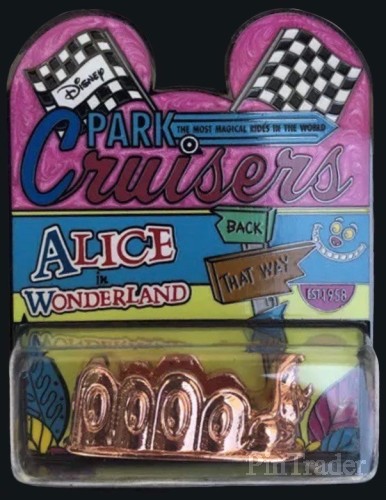 DISNEY
PARK
THE MOST MAGICAL RIDES IN THE WORLD
Cruisers
ALICE
in
WONDERLAND
BACK
THAT WAY
EST. 1958
PinTrader